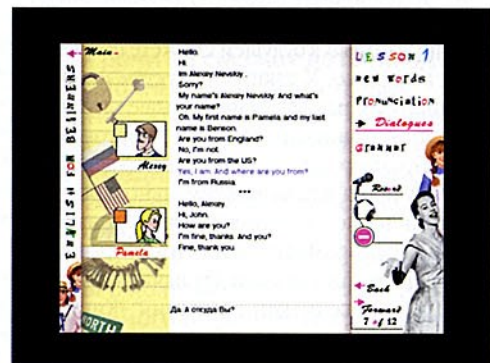 ENGLISH FOR BEGINNERS
Main
Alexey
Pamela
NORTH
Hello.
Hi.
Im Alexey Nevskiy.
Sorry?
My name's Alexey Nevskiy. And what's
your name?
Oh. My first name is Pamela and my last
name is Benson.
Are you from England?
No, I'm not.
Are you from the US?
Yes, I am. And where are you from?
I'm from Russia.
***
Hello, Alexey.
Hi, John.
How are you?
I'm fine, thanks. And you?
Fine, thank you.
Да. А откуда Вы?
LESSON 1
new words
PRONUNCIATION
Dialogues
Grammar
Record
Back
Forward
7 of 12